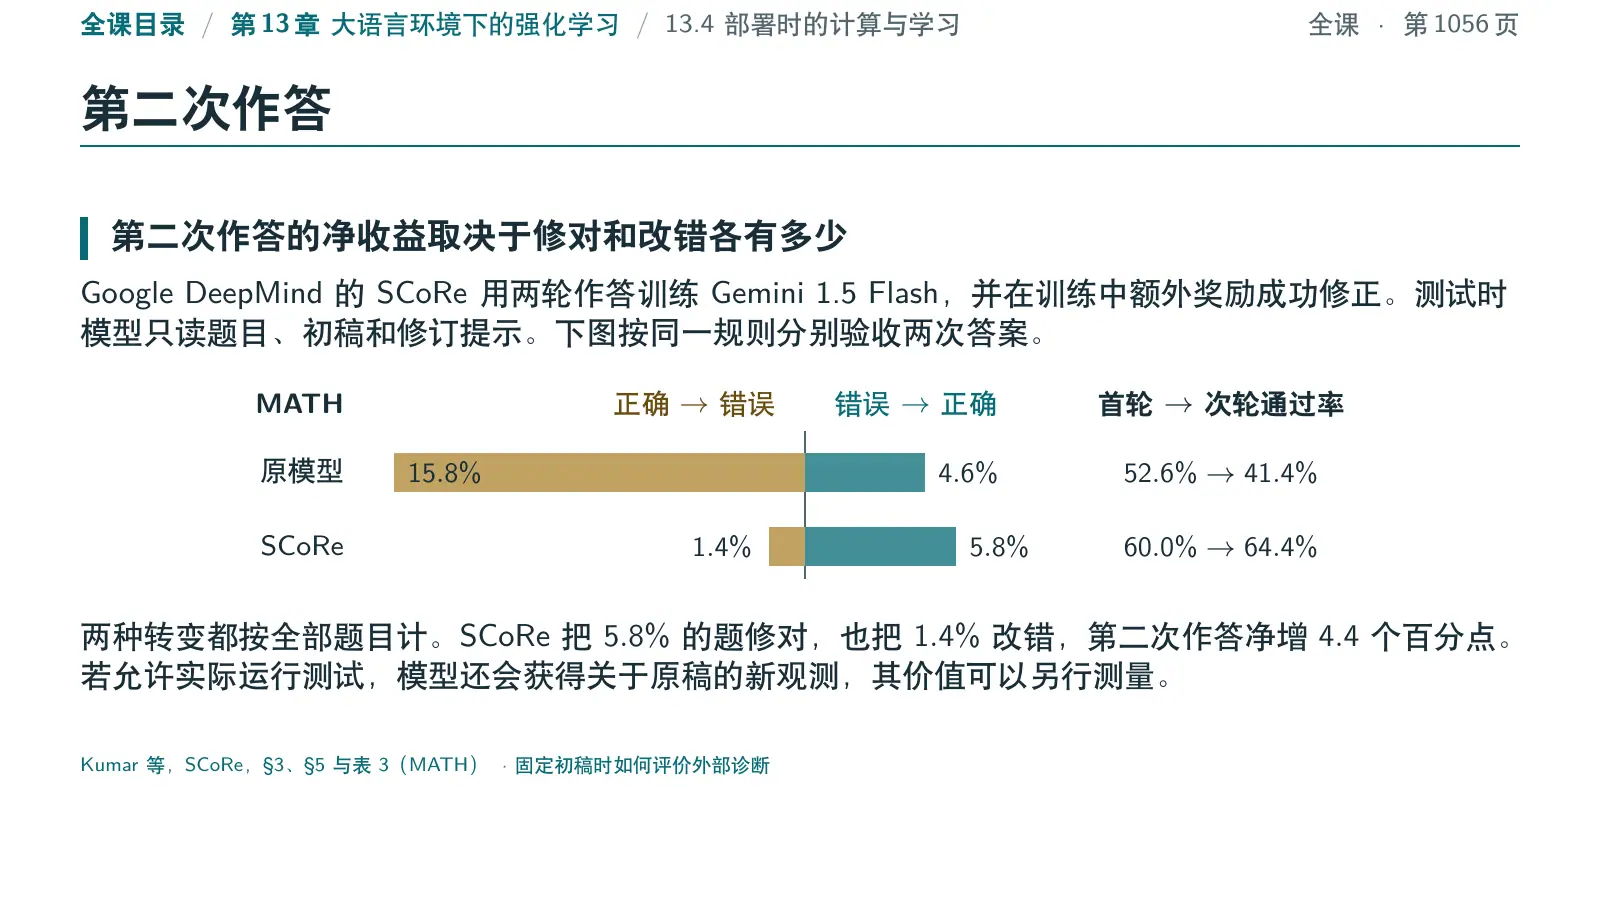 全课目录 / 第13章 大语言环境下的强化学习 / 13.4 部署时的计算与学习
全课 · 第1056页
第二次作答
第二次作答的净收益取决于修对和改错各有多少
Google DeepMind 的 SCoRe 用两轮作答训练 Gemini 1.5 Flash，并在训练中额外奖励成功修正。测试时
模型只读题目、初稿和修订提示。下图按同一规则分别验收两次答案。
MATH 正确 → 错误 错误 → 正确 首轮 → 次轮通过率
原模型 15.8% 4.6% 52.6% → 41.4%
SCoRe 1.4% 5.8% 60.0% → 64.4%
两种转变都按全部题目计。SCoRe 把 5.8% 的题修对，也把 1.4% 改错，第二次作答净增 4.4 个百分点。
若允许实际运行测试，模型还会获得关于原稿的新观测，其价值可以另行测量。
Kumar 等，SCoRe，§3、§5 与表 3（MATH） · 固定初稿时如何评价外部诊断